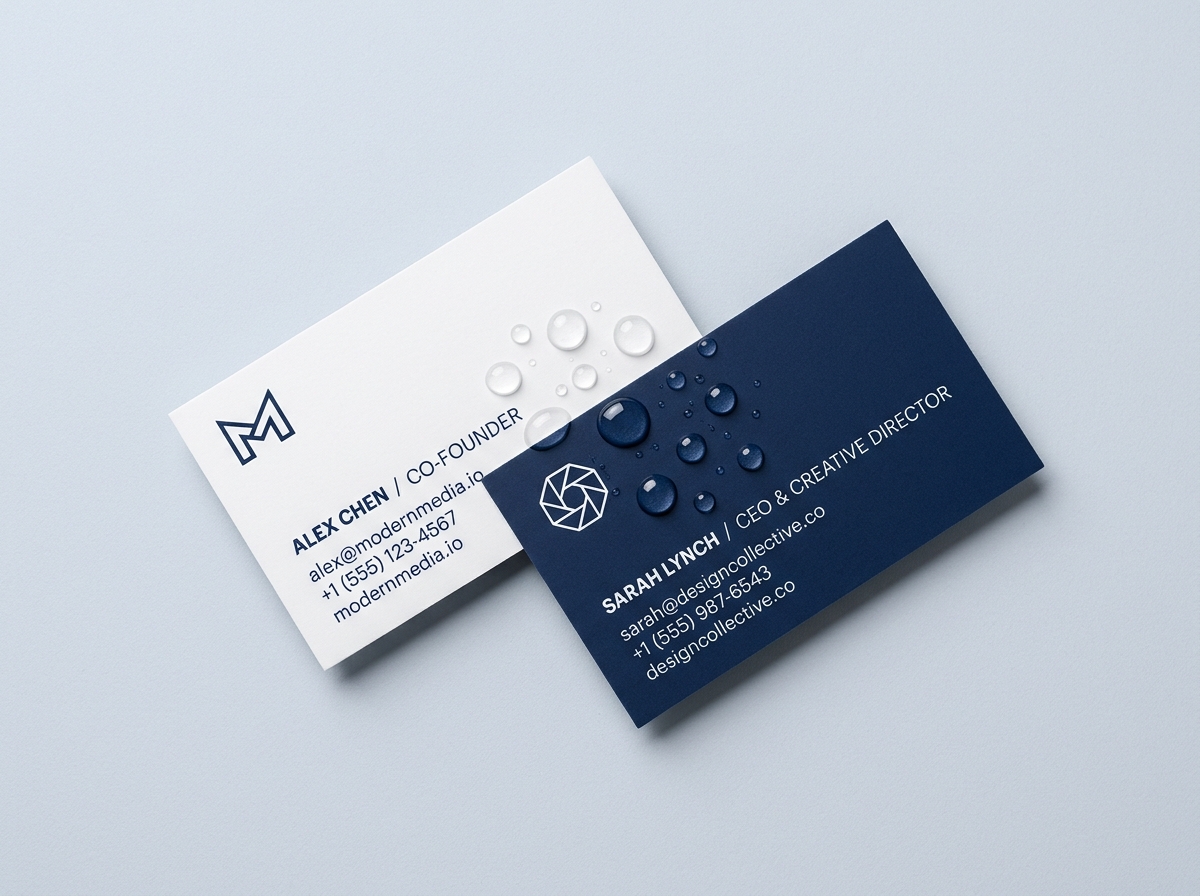 M
ALEX CHEN / CO-FOUNDER
alex@modernmedia.io
+1 (555) 123-4567
modernmedia.io
SARAH LYNCH / CEO & CREATIVE DIRECTOR
sarah@designcollective.co
+1 (555) 987-6543
designcollective.co